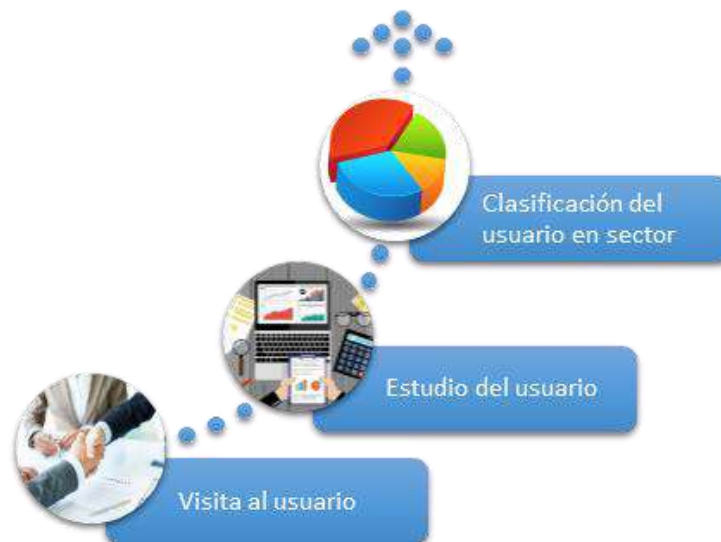 Clasificación del
usuario en sector
Estudio del usuario
Visita al usuario